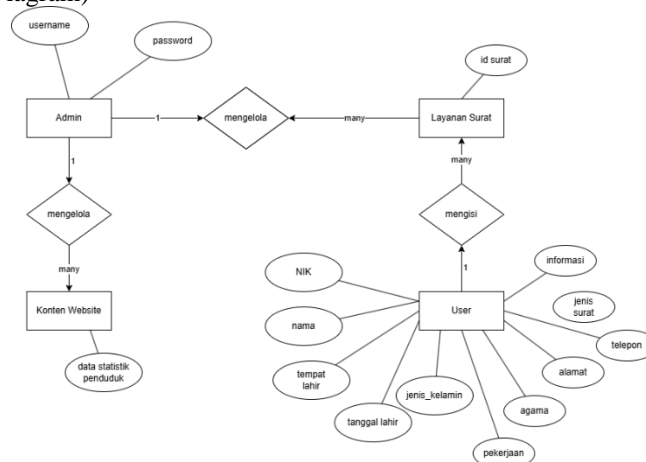 iagram)
username
password
id surat
Admin
1
mengelola
many
Layanan Surat
1
many
mengelola
mengisi
many
1
NIK
informasi
Konten Website
User
jenis
surat
nama
telepon
data statistik
penduduk
tempat
lahir
alamat
jenis_kelamin
agama
tanggal lahir
pekerjaan